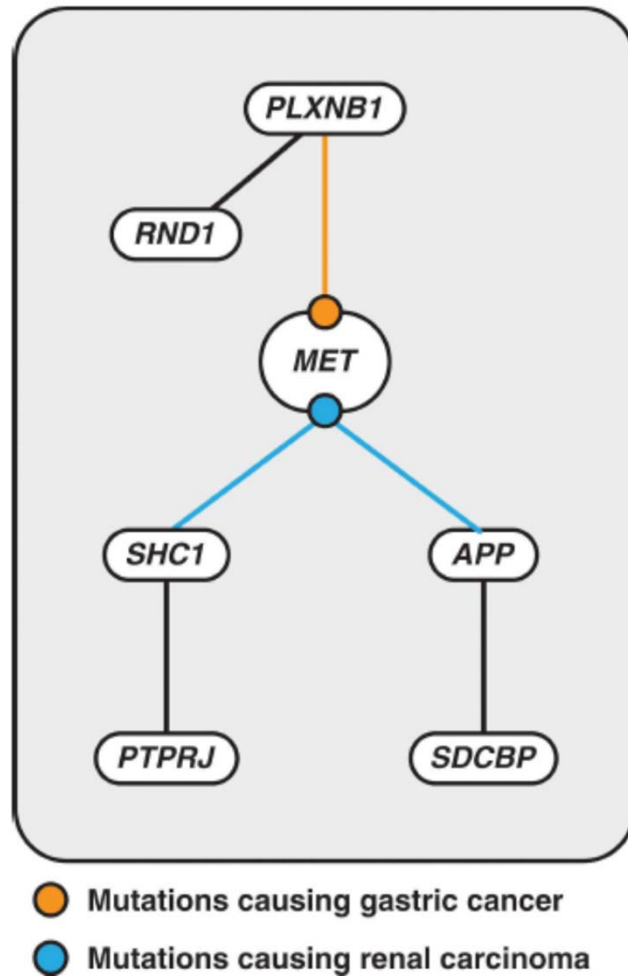 PLXNB1
RND1
MET
SHC1 APP
PTPRJ SDCBP
Mutations causing gastric cancer
Mutations causing renal carcinoma